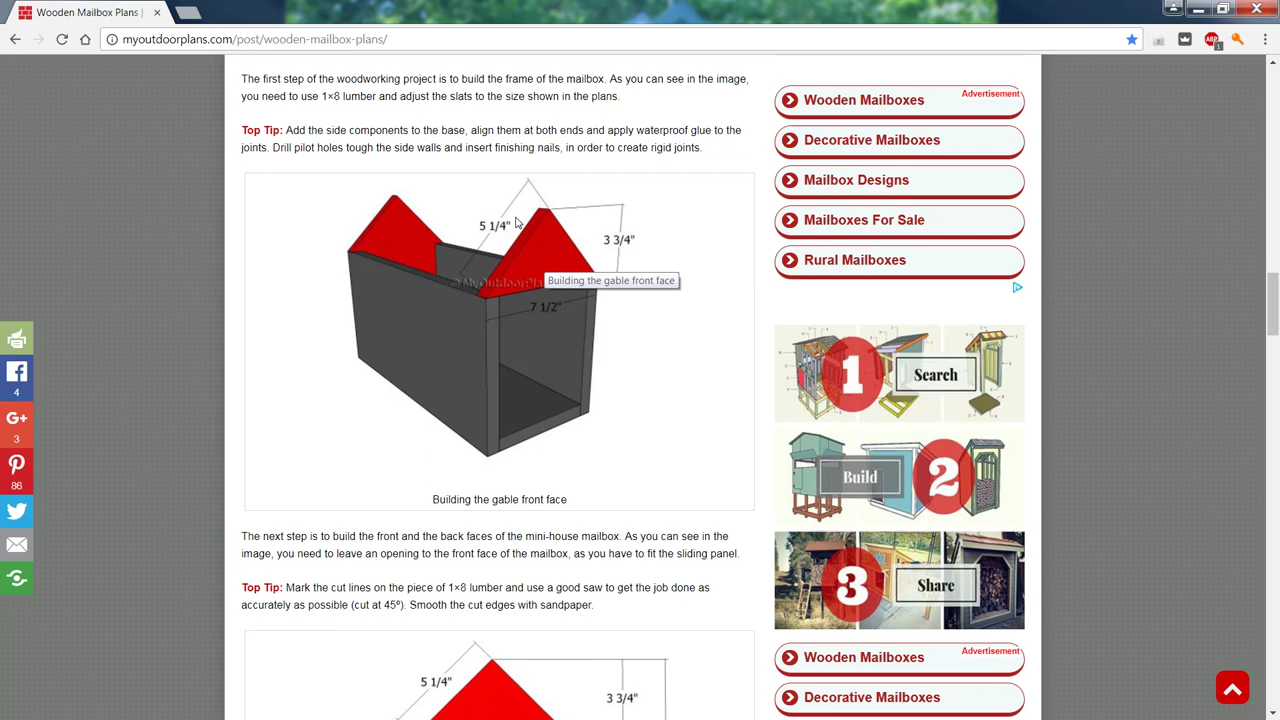 Wooden Mailbox Plans |
myoutdoorplans.com/post/wooden-mailbox-plans/
ABP
1
The first step of the woodworking project is to build the frame of the mailbox. As you can see in the image,
you need to use 1×8 lumber and adjust the slats to the size shown in the plans.
Top Tip: Add the side components to the base, align them at both ends and apply waterproof glue to the
joints. Drill pilot holes tough the side walls and insert finishing nails, in order to create rigid joints.
5 1/4"
3 3/4"
©MyOutdoorPla
Building the gable front face
7 1/2"
Building the gable front face
The next step is to build the front and the back faces of the mini-house mailbox. As you can see in the
image, you need to leave an opening to the front face of the mailbox, as you have to fit the sliding panel.
Top Tip: Mark the cut lines on the piece of 1×8 lumber and use a good saw to get the job done as
accurately as possible (cut at 45º). Smooth the cut edges with sandpaper.
5 1/4"
3 3/4"
4
G+
3
86
Advertisement
Wooden Mailboxes
Decorative Mailboxes
Mailbox Designs
Mailboxes For Sale
Rural Mailboxes
1
Search
Build
2
3
Share
Advertisement
Wooden Mailboxes
Decorative Mailboxes